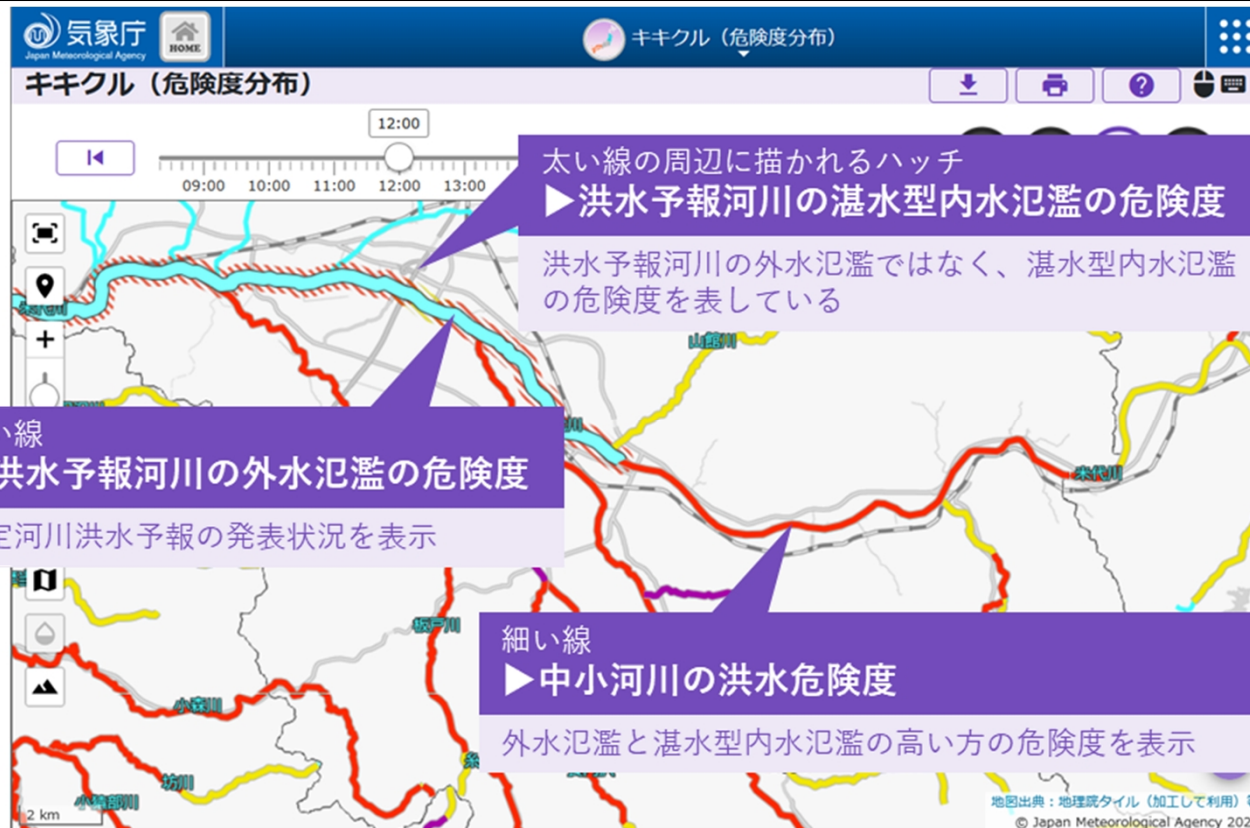 気象庁
Japan Meteorological Agency
HOME
キキクル（危険度分布）
キキクル（危険度分布）
12:00
09:00 10:00 11:00 12:00 13:00
太い線の周辺に描かれるハッチ
▶洪水予報河川の湛水型内水氾濫の危険度
洪水予報河川の外水氾濫ではなく、湛水型内水氾濫
の危険度を表している
山館川
い線
洪水予報河川の外水氾濫の危険度
定河川洪水予報の発表状況を表示
米代川
板戸川
細い線
▶中小河川の洪水危険度
外水氾濫と湛水型内水氾濫の高い方の危険度を表示
小森川
坊川
2 km
地図出典：地理院タイル（加工して利用）
© Japan Meteorological Agency 202